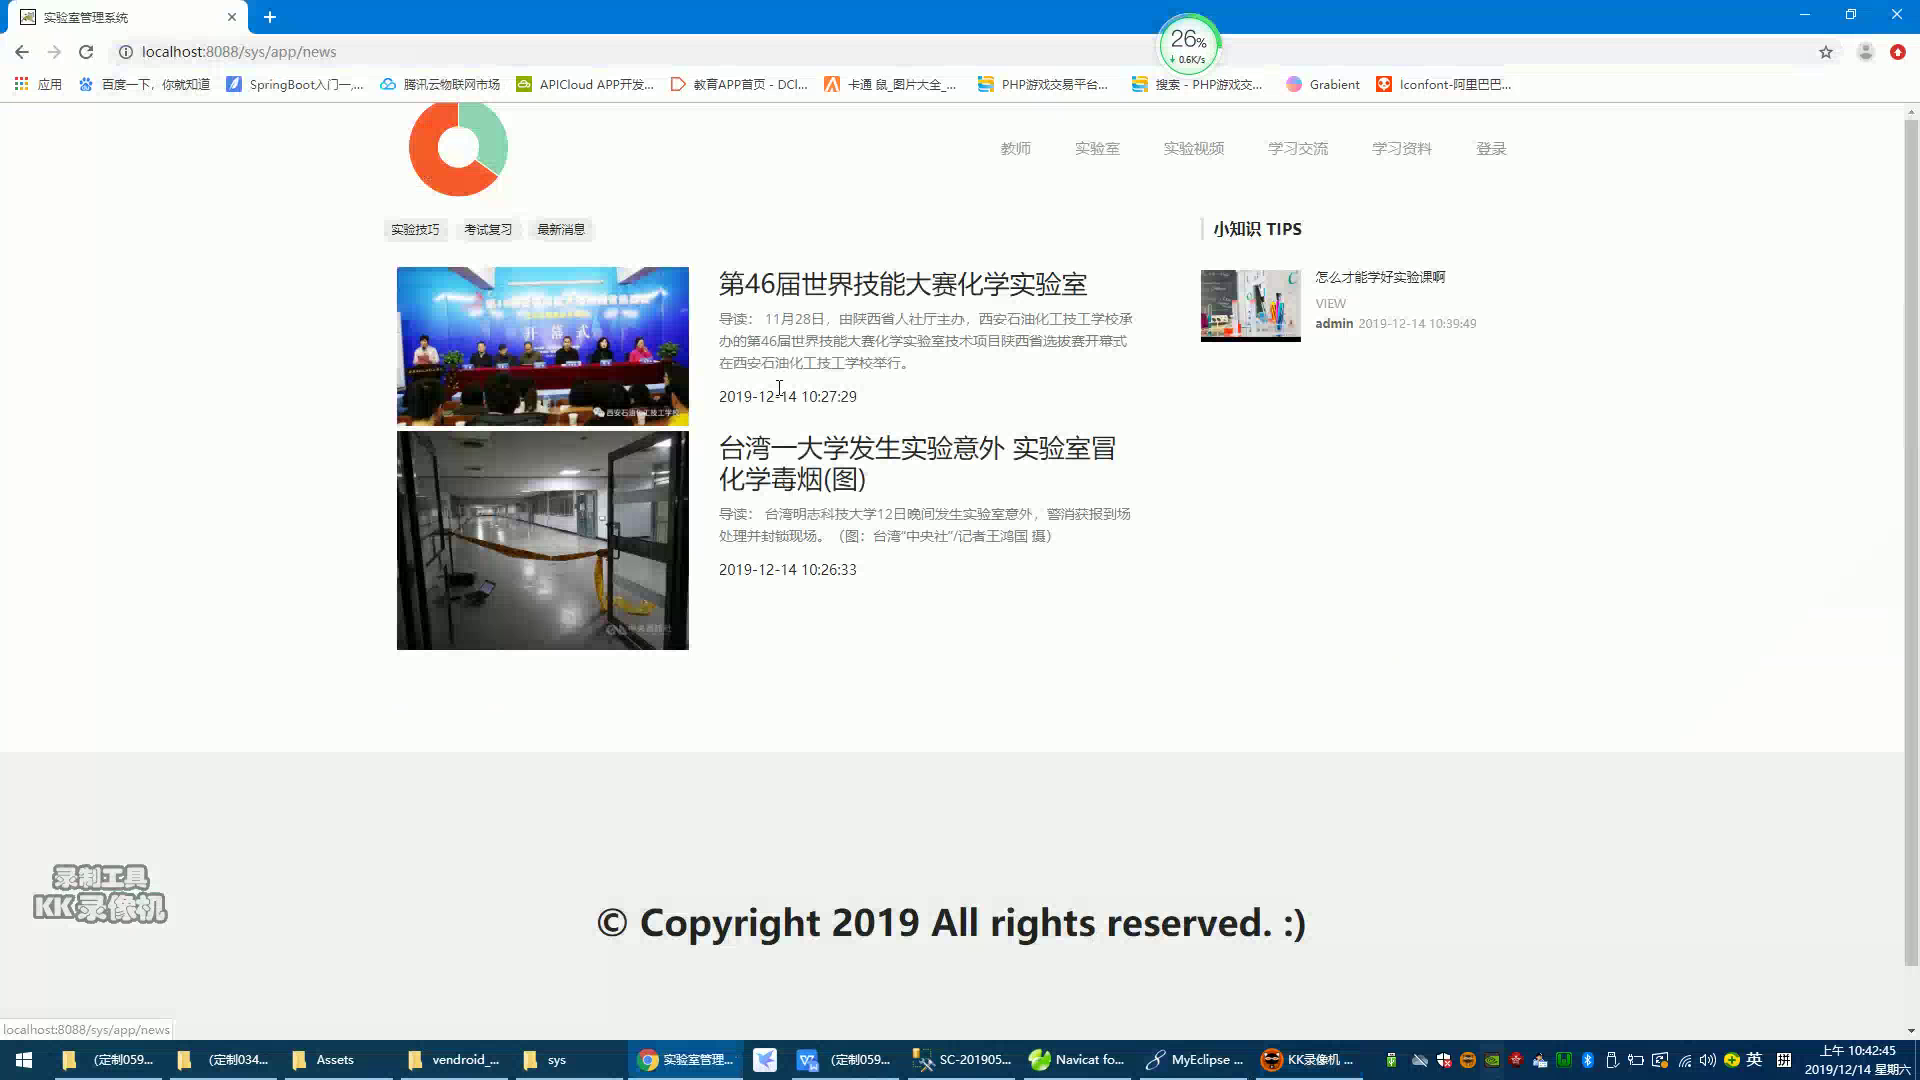 实验室管理系统
localhost:8088/sys/app/news
26%
0.6K/s
应用
百度一下，你就知道
SpringBoot入门一,...
腾讯云物联网市场
APICloud APP开发...
教育APP首页 - DCl...
卡通 鼠_图片大全_...
PHP游戏交易平台...
搜索 - PHP游戏交...
Grabient
Iconfont-阿里巴巴...
教师
实验室
实验视频
学习交流
学习资料
登录
实验技巧
考试复习
最新消息
小知识 TIPS
第46届世界技能大赛化学实验室
导读： 11月28日，由陕西省人社厅主办，西安石油化工技工学校承
办的第46届世界技能大赛化学实验室技术项目陕西省选拔赛开幕式
在西安石油化工技工学校举行。
2019-12-14 10:27:29
开幕式
西安石油化工技工学校
怎么才能学好实验课啊
VIEW
admin 2019-12-14 10:39:49
台湾一大学发生实验意外 实验室冒
化学毒烟(图)
导读： 台湾明志科技大学12日晚间发生实验室意外，警消获报到场
处理并封锁现场。（图：台湾“中央社”/记者王鸿国 摄）
2019-12-14 10:26:33
录制工具
KK录像机
© Copyright 2019 All rights reserved. :)
localhost:8088/sys/app/news
(定制059...
(定制034...
Assets
vendroid_...
sys
实验室管理...
(定制059...
SC-201905...
Navicat fo...
MyEclipse ...
KK录像机 ...
英
拼
上午 10:42:45
2019/12/14 星期六